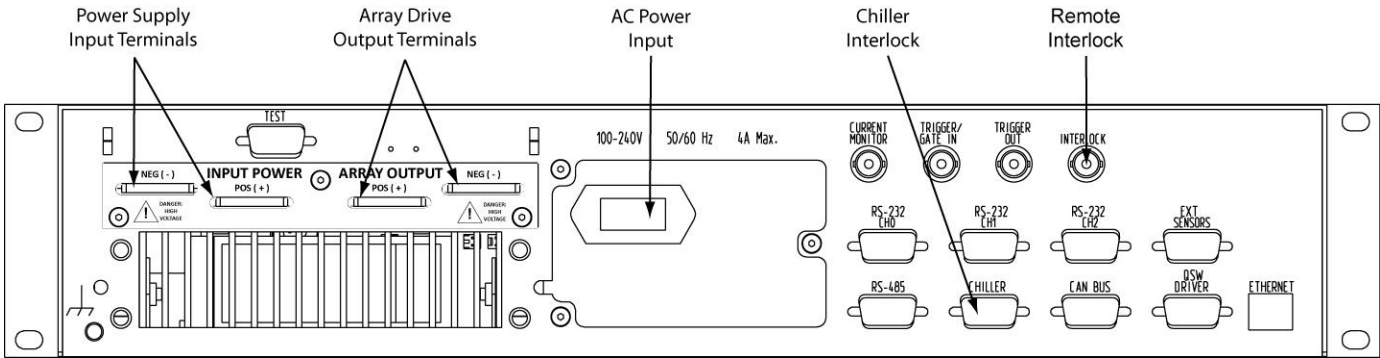 Power Supply
Input Terminals
Array Drive
Output Terminals
AC Power
Input
Chiller
Interlock
Remote
Interlock
TEST
100-240V 50/60 Hz 4A Max.
CURRENT
MONITOR
TRIGGER/
GATE IN
TRIGGER
OUT
INTERLOCK
NEG (-)
INPUT POWER
POS (+)
ARRAY OUTPUT
POS (+)
NEG (-)
DANGER:
HIGH
VOLTAGE
DANGER:
HIGH
VOLTAGE
RS-232
CH0
RS-232
CH1
RS-232
CH2
EXT
SENSORS
RS-485
CHILLER
CAN BUS
QSW
DRIVER
ETHERNET